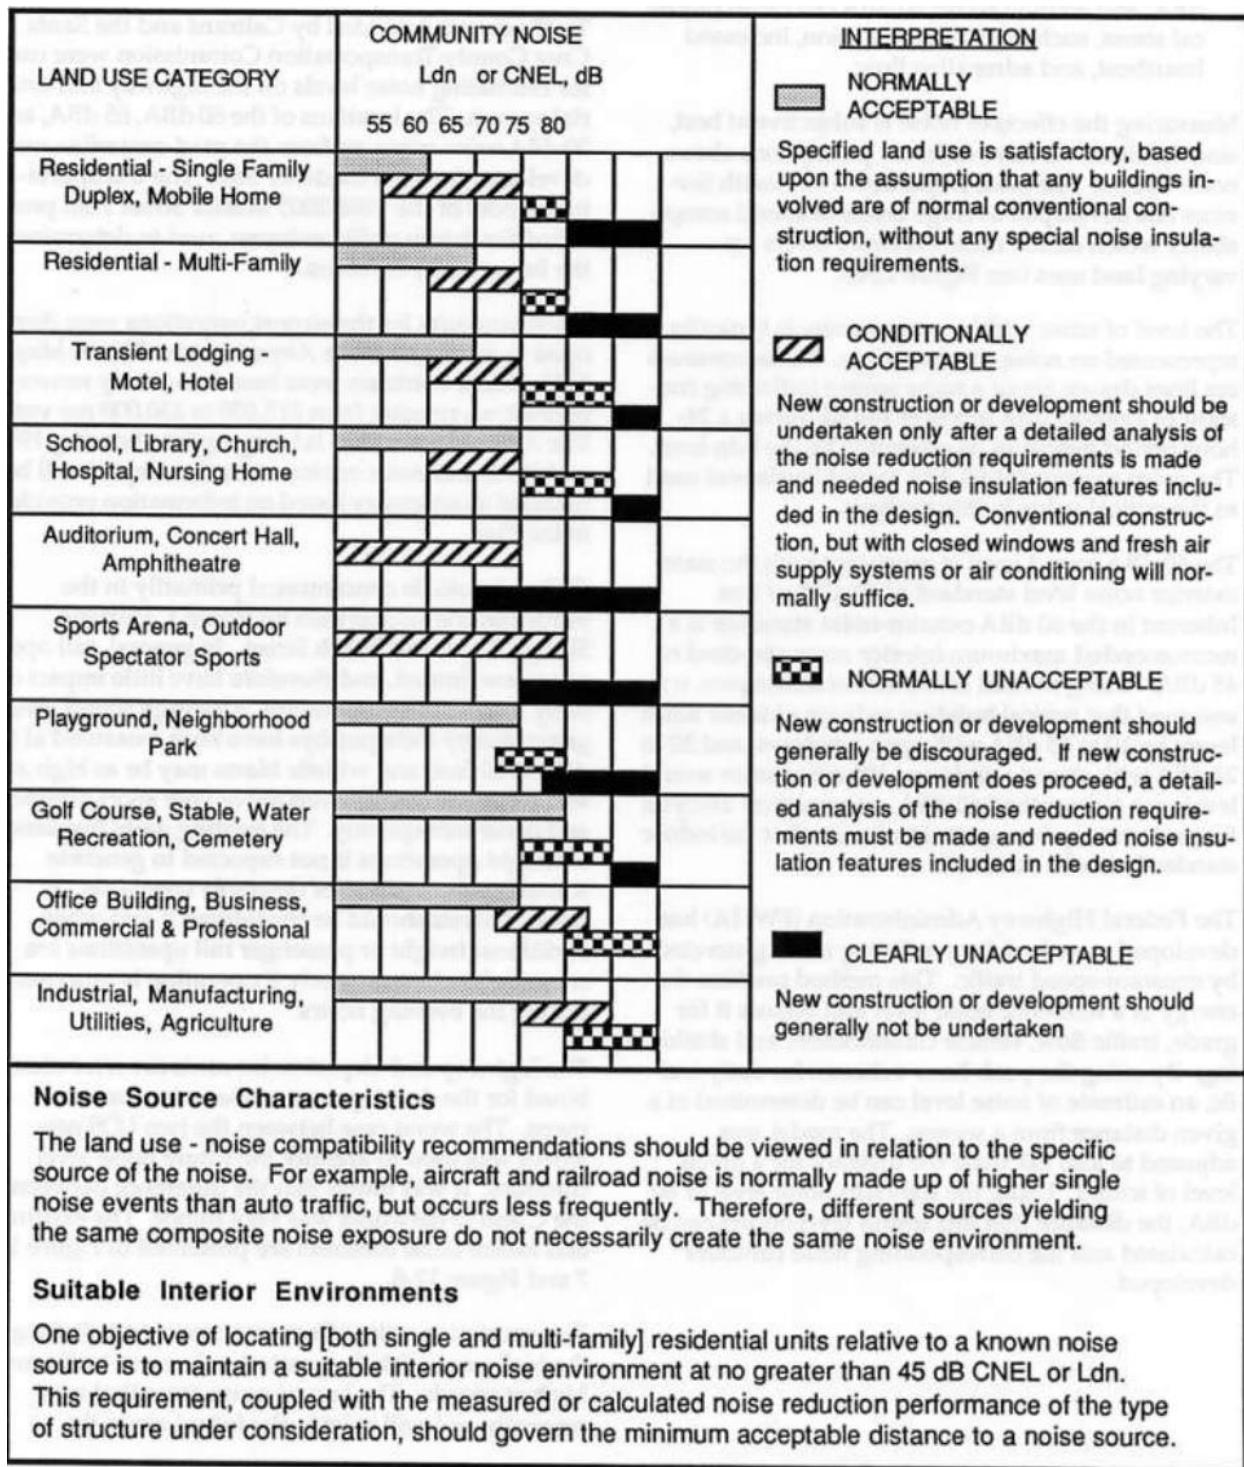 COMMUNITY NOISE
Ldn or CNEL, dB
LAND USE CATEGORY
55 60 65 70 75 80
Residential - Single Family
Duplex, Mobile Home
Residential - Multi-Family
Transient Lodging -
Motel, Hotel
School, Library, Church,
Hospital, Nursing Home
Auditorium, Concert Hall,
Amphitheatre
Sports Arena, Outdoor
Spectator Sports
Playground, Neighborhood
Park
Golf Course, Stable, Water
Recreation, Cemetery
Office Building, Business,
Commercial & Professional
Industrial, Manufacturing,
Utilities, Agriculture
INTERPRETATION
NORMALLY
ACCEPTABLE
Specified land use is satisfactory, based
upon the assumption that any buildings in-
volved are of normal conventional con-
struction, without any special noise insula-
tion requirements.
CONDITIONALLY
ACCEPTABLE
New construction or development should be
undertaken only after a detailed analysis of
the noise reduction requirements is made
and needed noise insulation features inclu-
ded in the design. Conventional construc-
tion, but with closed windows and fresh air
supply systems or air conditioning will nor-
mally suffice.
NORMALLY UNACCEPTABLE
New construction or development should
generally be discouraged. If new construc-
tion or development does proceed, a detail-
ed analysis of the noise reduction require-
ments must be made and needed noise insu-
lation features included in the design.
CLEARLY UNACCEPTABLE
New construction or development should
generally not be undertaken
Noise Source Characteristics
The land use - noise compatibility recommendations should be viewed in relation to the specific
source of the noise. For example, aircraft and railroad noise is normally made up of higher single
noise events than auto traffic, but occurs less frequently. Therefore, different sources yielding
the same composite noise exposure do not necessarily create the same noise environment.
Suitable Interior Environments
One objective of locating [both single and multi-family] residential units relative to a known noise
source is to maintain a suitable interior noise environment at no greater than 45 dB CNEL or Ldn.
This requirement, coupled with the measured or calculated noise reduction performance of the type
of structure under consideration, should govern the minimum acceptable distance to a noise source.